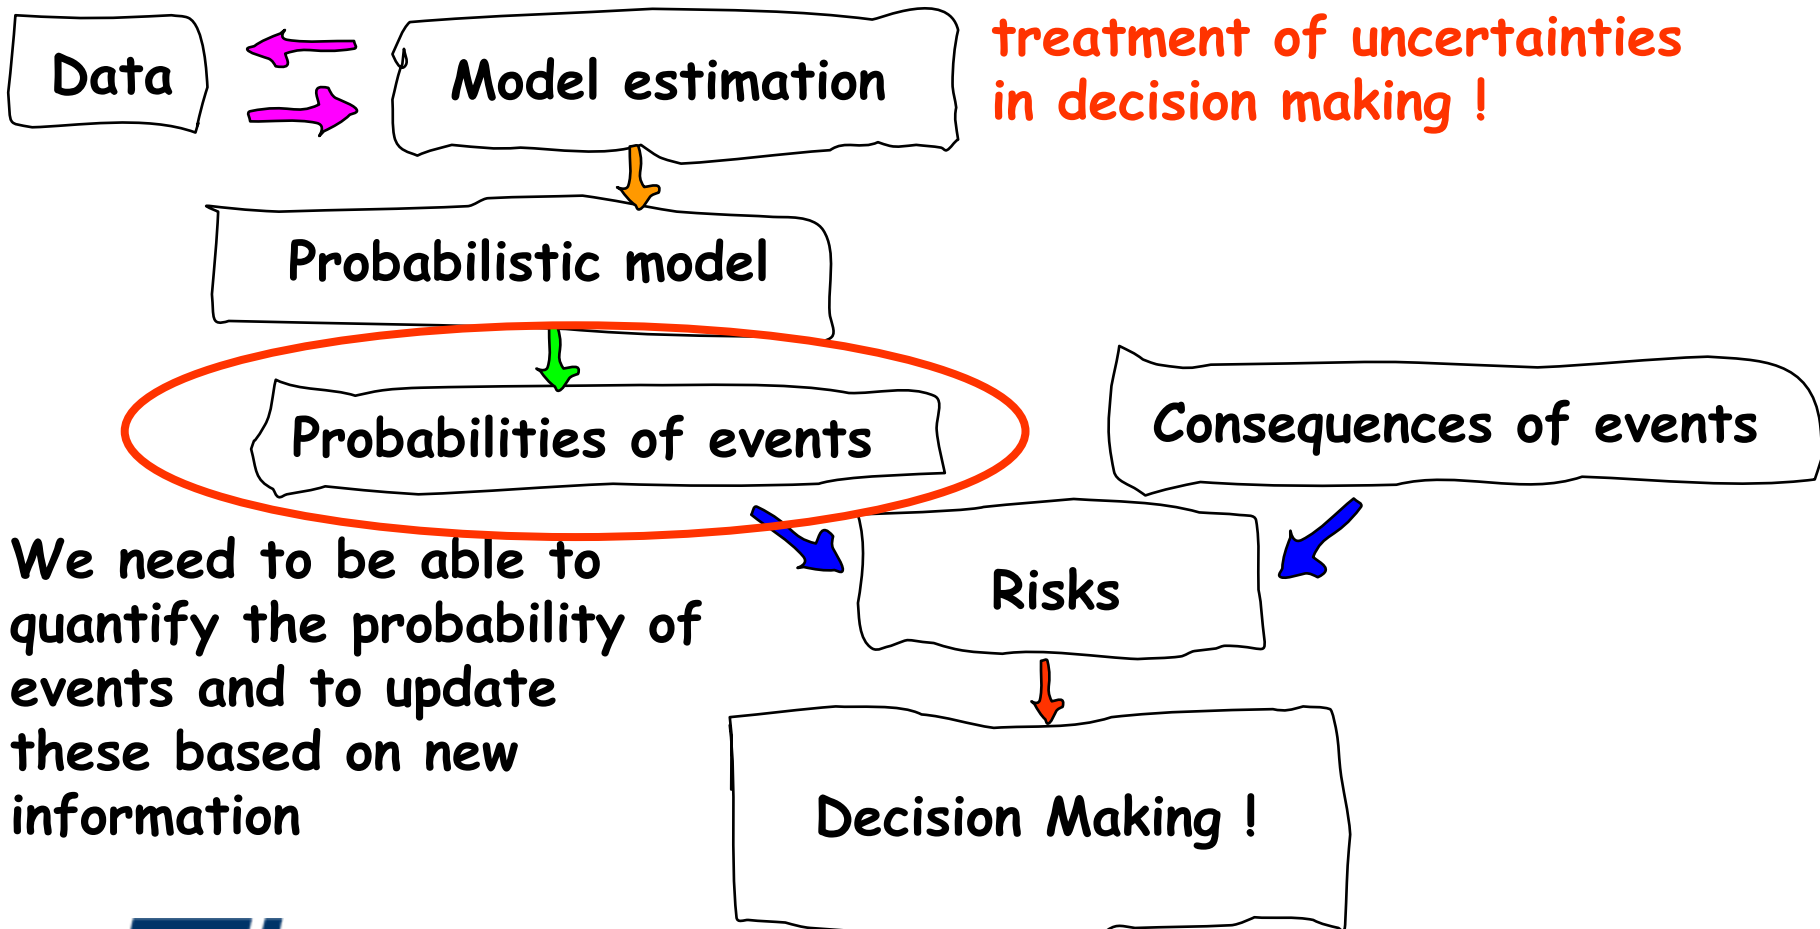 Data
Model estimation
treatment of uncertainties
in decision making !
Probabilistic model
Probabilities of events
Consequences of events
We need to be able to
quantify the probability of
events and to update
these based on new
information
Risks
Decision Making !